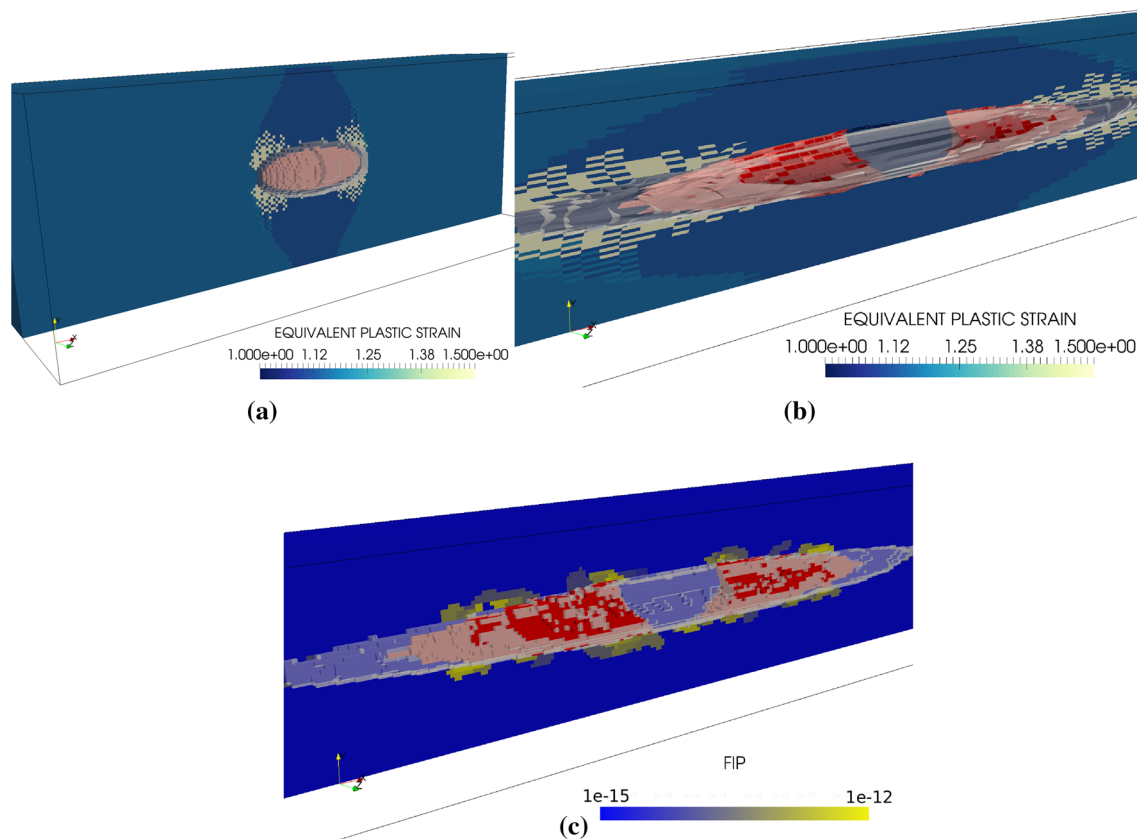 EQUIVALENT PLASTIC STRAIN
1.000e+00 1.12 1.25 1.38 1.500e+00
(a)
EQUIVALENT PLASTIC STRAIN
1.000e+00 1.12 1.25 1.38 1.500e+00
(b)
FIP
1e-15 1e-12
(c)